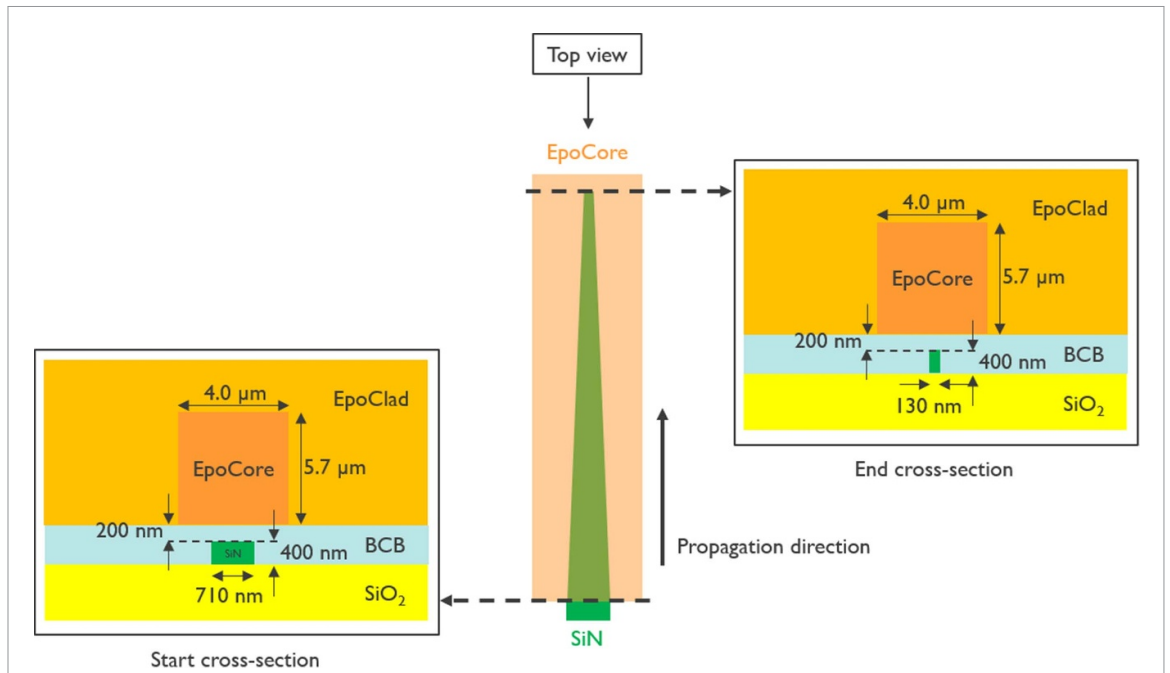 Top view
EpoCore
4.0 µm
EpoClad
EpoCore
5.7 µm
200 nm
BCB
400 nm
130 nm
SiO₂
End cross-section
4.0 µm
EpoClad
EpoCore
5.7 µm
200 nm
SiN
400 nm
BCB
710 nm
SiO₂
Start cross-section
Propagation direction
SiN